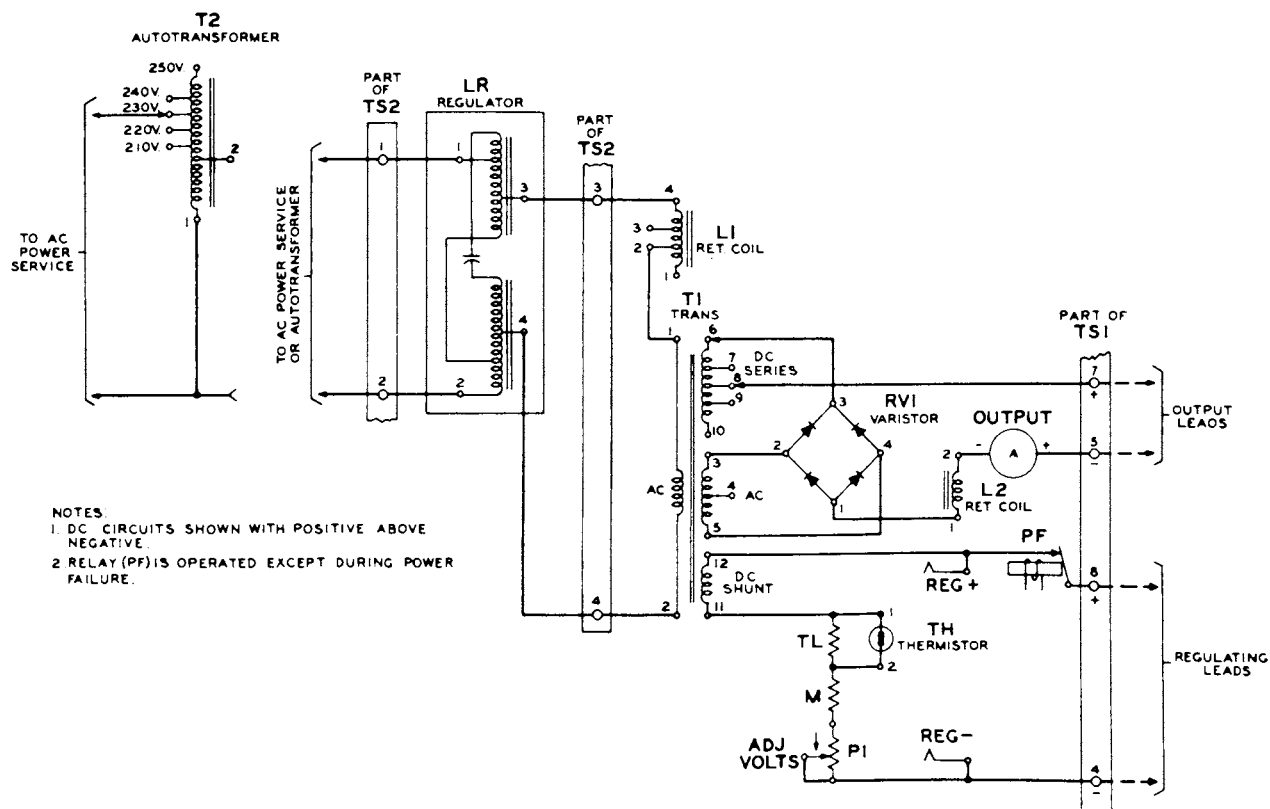 T2
AUTOTRANSFORMER
250V.
240V.
230V.
220V.
210V.
2
1
TO AC
POWER
SERVICE
TO AC POWER SERVICE
OR AUTOTRANSFORMER
PART
OF
TS2
1
2
LR
REGULATOR
1
2
3
4
PART
OF
TS2
3
4
4
3
2
1
L1
RET COIL
T1
TRANS
1
2
AC
6
7
8
9
10
DC
SERIES
3
4
5
AC
12
11
DC
SHUNT
RV1
VARISTOR
3
2
4
1
OUTPUT
- A +
2
1
L2
RET COIL
PART OF
TS1
7
+
5
-
OUTPUT
LEADS
PF
REG+
8
+
TL
1
2
TH
THERMISTOR
M
P1
ADJ
VOLTS
REG-
4
-
REGULATING
LEADS
NOTES:
1. DC CIRCUITS SHOWN WITH POSITIVE ABOVE
NEGATIVE.
2. RELAY (PF) IS OPERATED EXCEPT DURING POWER
FAILURE.